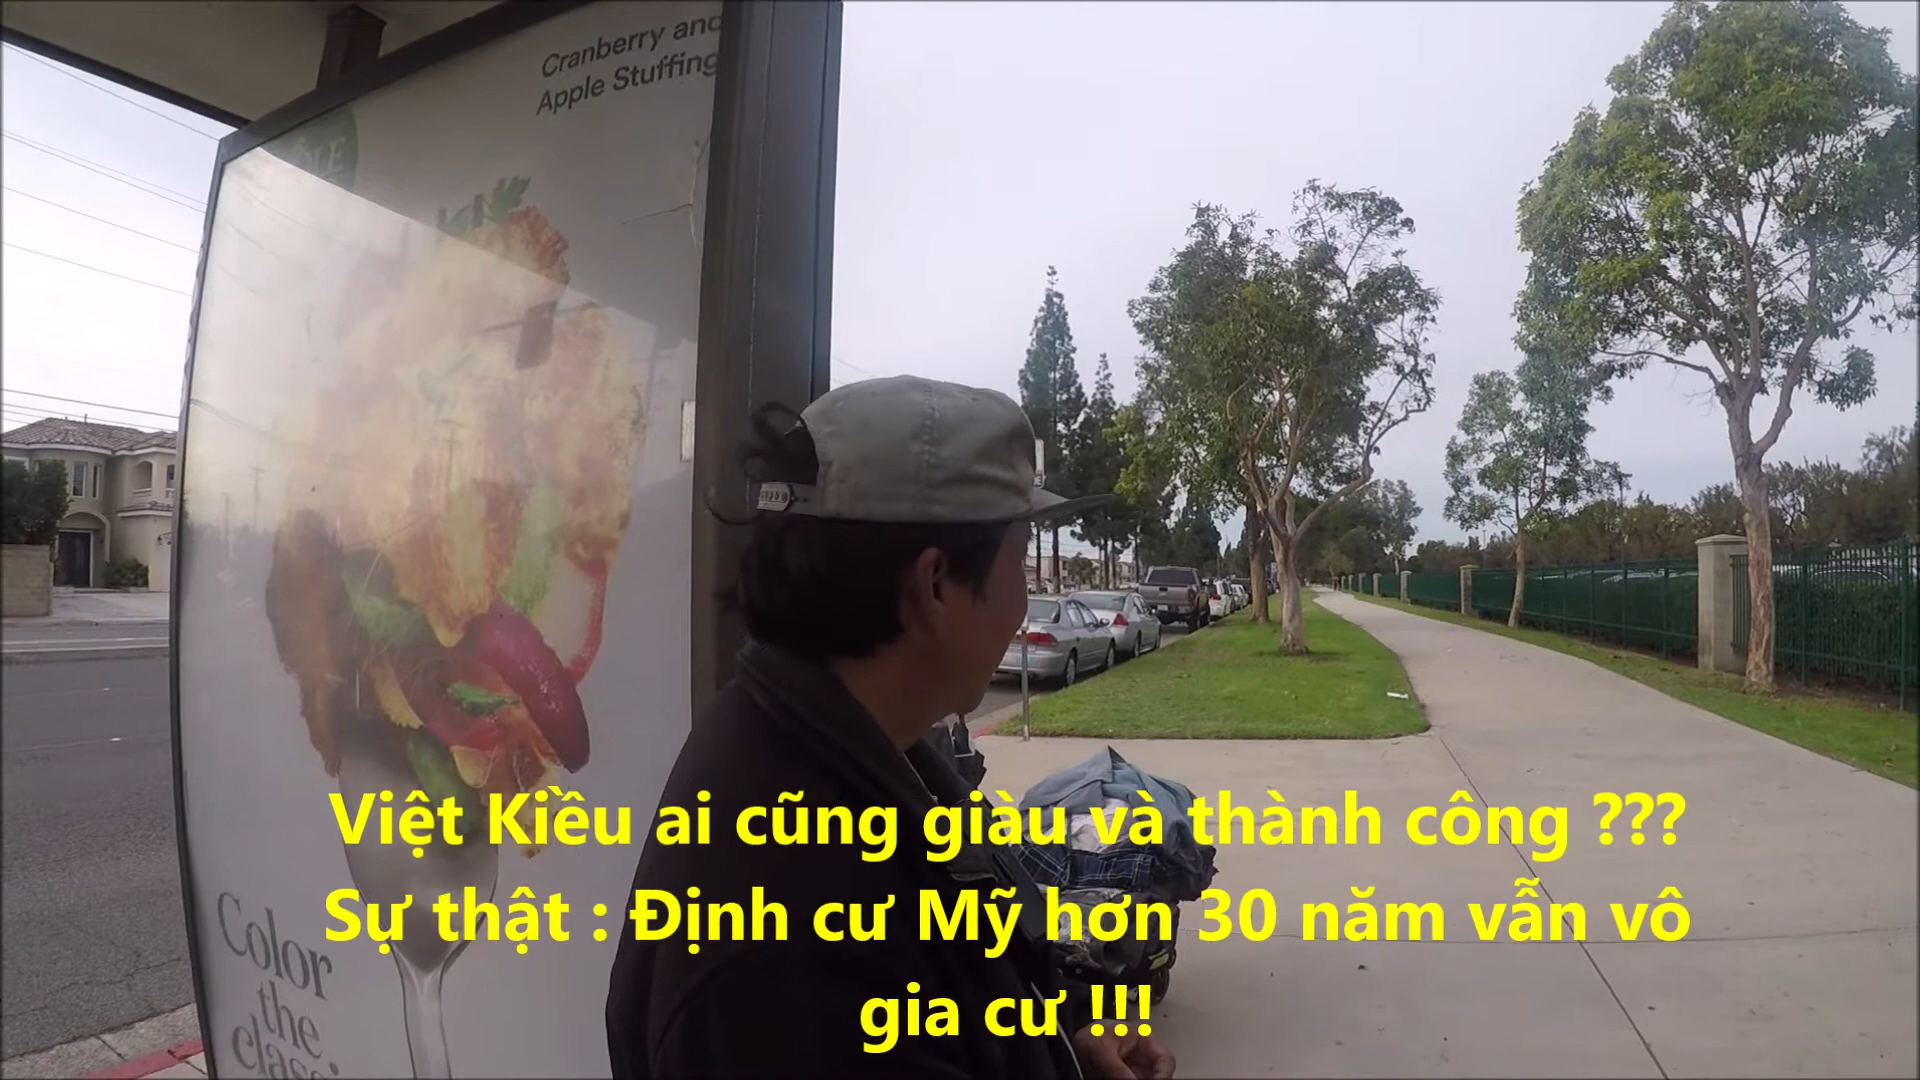 Cranberry and
Apple Stuffing
Color
the
Việt Kiều ai cũng giàu và thành công ???
Sự thật : Định cư Mỹ hơn 30 năm vẫn vô
gia cư !!!